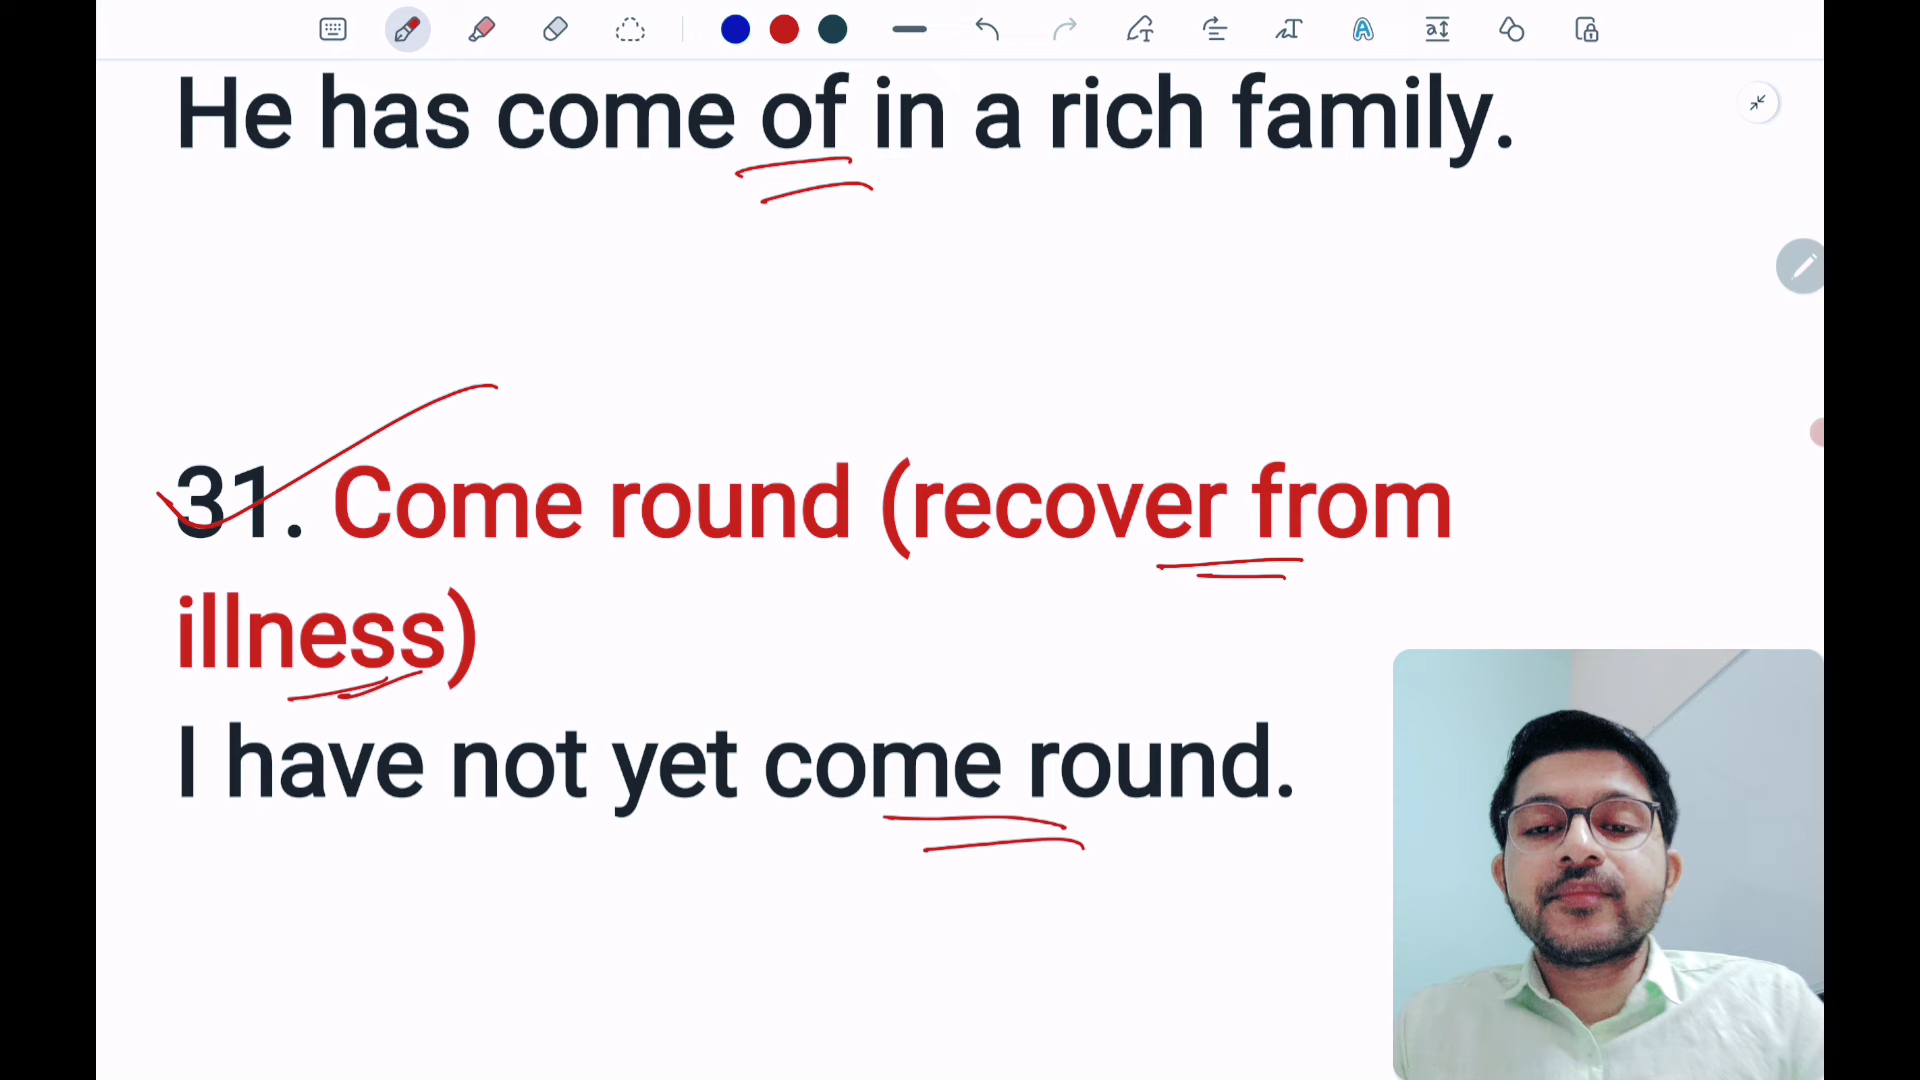 He has come of in a rich family.
31. Come round (recover from
illness)
I have not yet come round.